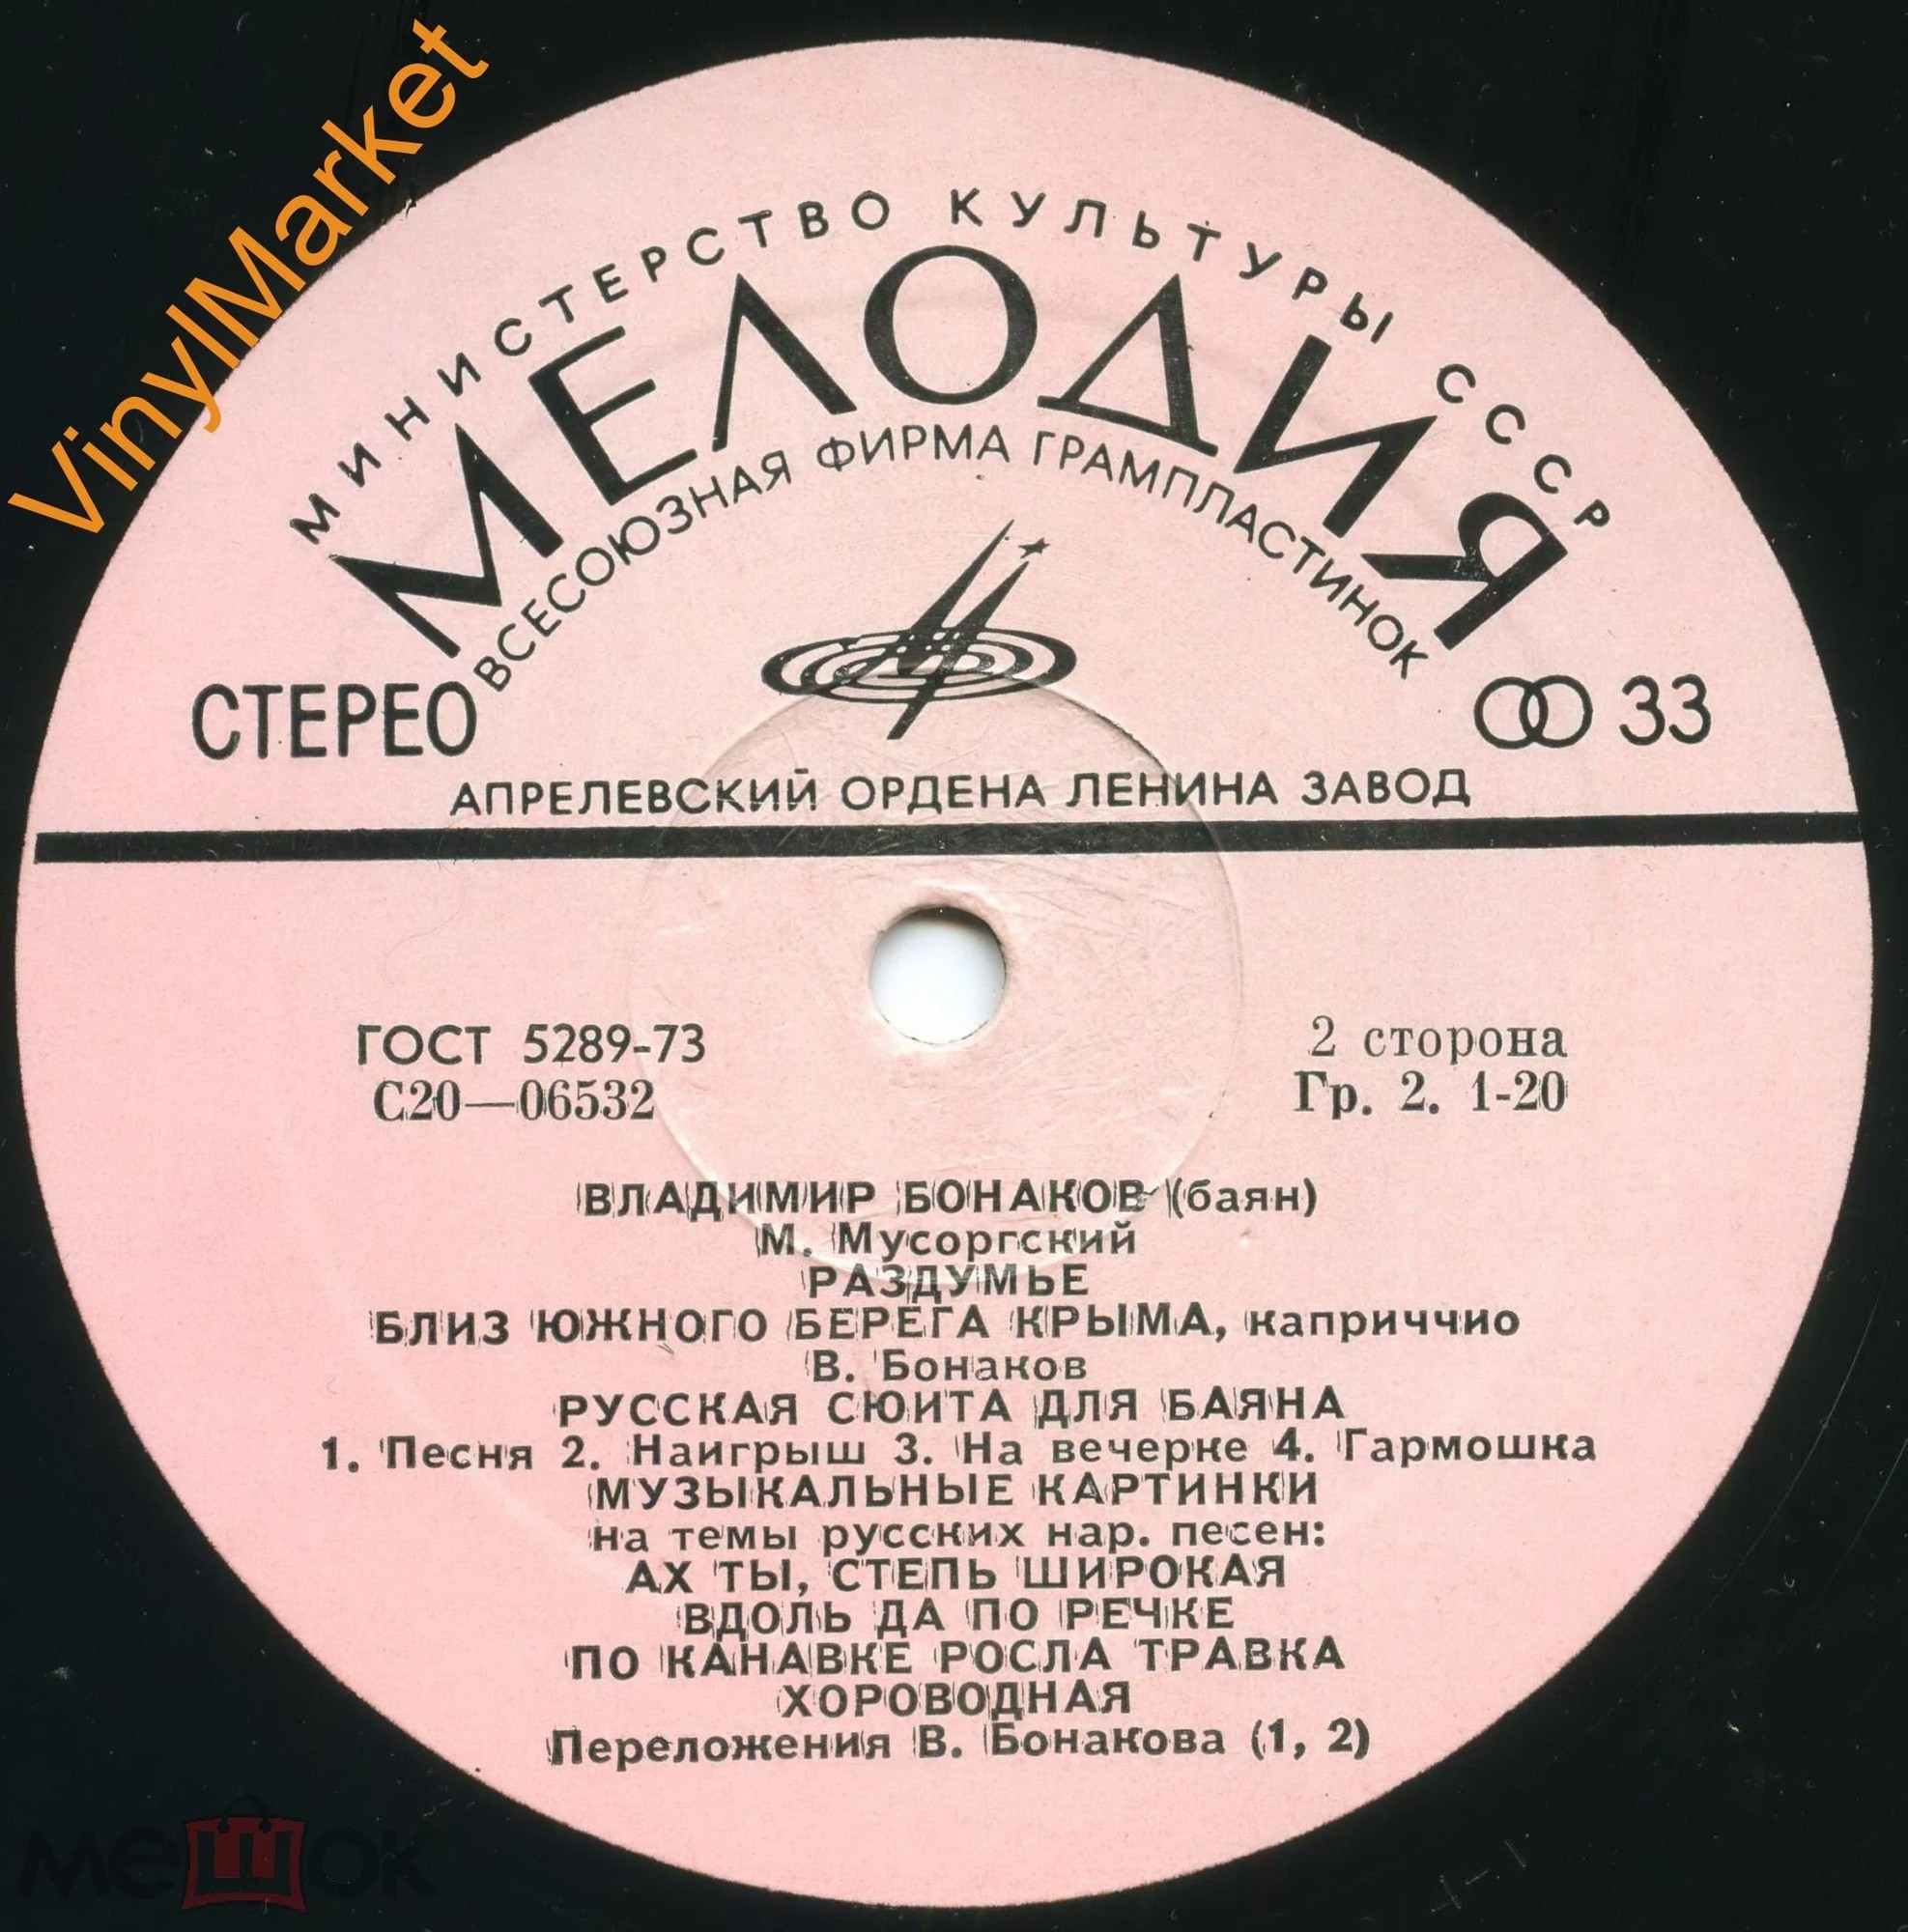 VinylMarket
МИНИСТЕРСТВО КУЛЬТУРЫ СССР
МЕЛОДИЯ
ВСЕСОЮЗНАЯ ФИРМА ГРАМПЛАСТИНОК
СТЕРЕО
33
АПРЕЛЕВСКИЙ ОРДЕНА ЛЕНИНА ЗАВОД
ГОСТ 5289-73
2 сторона
С20—06532
Гр. 2. 1-20
ВЛАДИМИР БОНАКОВ (баян)
М. Мусоргский
РАЗДУМЬЕ
БЛИЗ ЮЖНОГО БЕРЕГА КРЫМА, каприччио
В. Бонаков
РУССКАЯ СЮИТА ДЛЯ БАЯНА
1. Песня 2. Наигрыш 3. На вечерке 4. Гармошка
МУЗЫКАЛЬНЫЕ КАРТИНКИ
на темы русских нар. песен:
АХ ТЫ, СТЕПЬ ШИРОКАЯ
ВДОЛЬ ДА ПО РЕЧКЕ
ПО КАНАВКЕ РОСЛА ТРАВКА
ХОРОВОДНАЯ
Переложения В. Бонакова (1, 2)
мешок